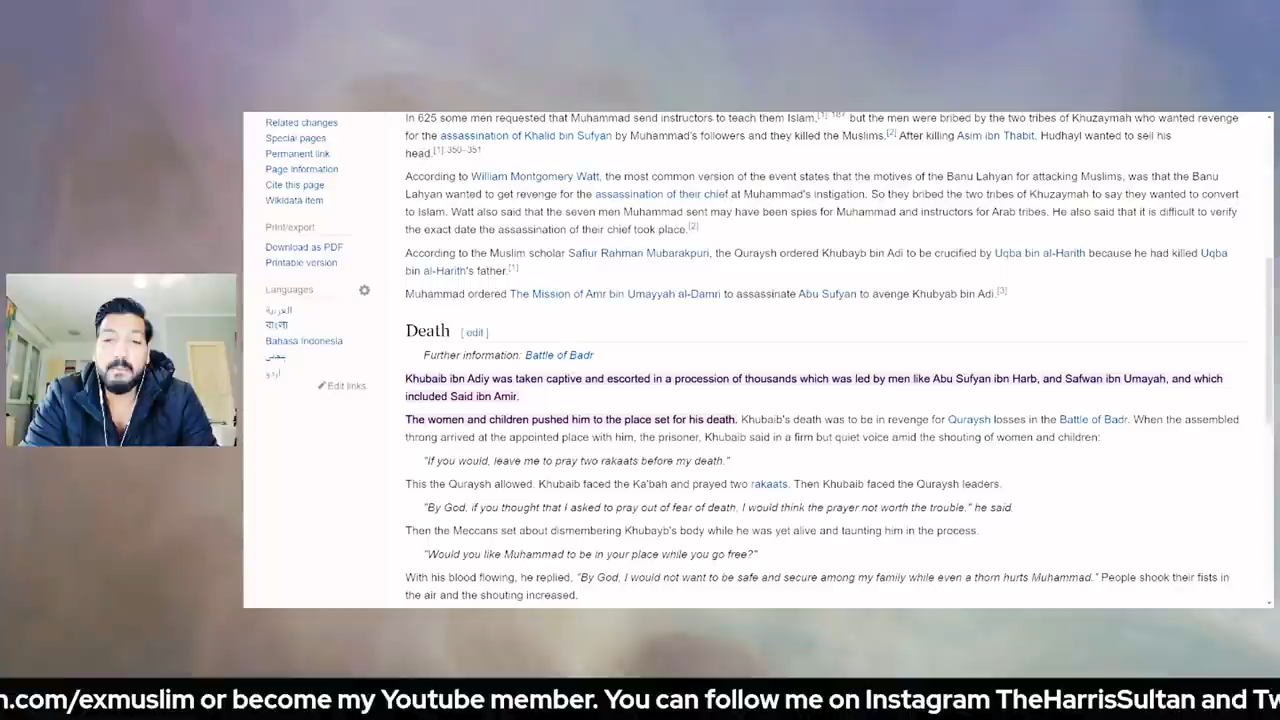 Related changes
Special pages
Permanent link
Page information
Cite this page
Wikidata item
Print/export
Download as PDF
Printable version
Languages
العربية
বাংলা
Bahasa Indonesia
پنجابی
اردو
Edit links
In 625 some men requested that Muhammad send instructors to teach them Islam,[1]:187 but the men were bribed by the two tribes of Khuzaymah who wanted revenge
for the assassination of Khalid bin Sufyan by Muhammad's followers and they killed the Muslims.[2] After killing Asim ibn Thabit, Hudhayl wanted to sell his
head.[1]:350–351
According to William Montgomery Watt, the most common version of the event states that the motives of the Banu Lahyan for attacking Muslims, was that the Banu
Lahyan wanted to get revenge for the assassination of their chief at Muhammad's instigation. So they bribed the two tribes of Khuzaymah to say they wanted to convert
to Islam. Watt also said that the seven men Muhammad sent may have been spies for Muhammad and instructors for Arab tribes. He also said that it is difficult to verify
the exact date the assassination of their chief took place.[2]
According to the Muslim scholar Safiur Rahman Mubarakpuri, the Quraysh ordered Khubayb bin Adi to be crucified by Uqba bin al-Harith because he had killed Uqba
bin al-Harith's father.[1]
Muhammad ordered The Mission of Amr bin Umayyah al-Damri to assassinate Abu Sufyan to avenge Khubyab bin Adi.[3]
Death [ edit ]
Further information: Battle of Badr
Khubaib ibn Adiy was taken captive and escorted in a procession of thousands which was led by men like Abu Sufyan ibn Harb, and Safwan ibn Umayah, and which
included Said ibn Amir.
The women and children pushed him to the place set for his death. Khubaib's death was to be in revenge for Quraysh losses in the Battle of Badr. When the assembled
throng arrived at the appointed place with him, the prisoner, Khubaib said in a firm but quiet voice amid the shouting of women and children:
"If you would, leave me to pray two rakaats before my death."
This the Quraysh allowed. Khubaib faced the Ka'bah and prayed two rakaats. Then Khubaib faced the Quraysh leaders.
"By God, if you thought that I asked to pray out of fear of death, I would think the prayer not worth the trouble," he said.
Then the Meccans set about dismembering Khubayb's body while he was yet alive and taunting him in the process.
"Would you like Muhammad to be in your place while you go free?"
With his blood flowing, he replied, "By God, I would not want to be safe and secure among my family while even a thorn hurts Muhammad." People shook their fists in
the air and the shouting increased.
n.com/exmuslim or become my Youtube member. You can follow me on Instagram TheHarrisSultan and Tw